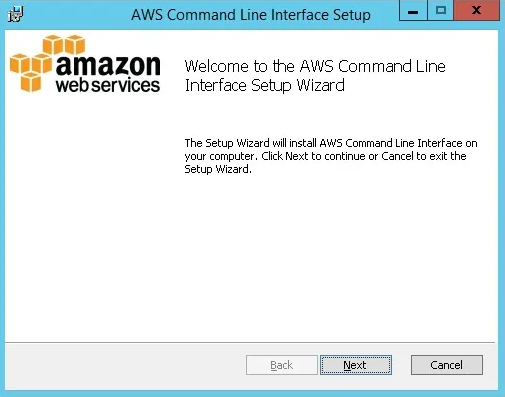 AWS Command Line Interface Setup
amazon
web services
Welcome to the AWS Command Line
Interface Setup Wizard
The Setup Wizard will install AWS Command Line Interface on
your computer. Click Next to continue or Cancel to exit the
Setup Wizard.
Back Next Cancel